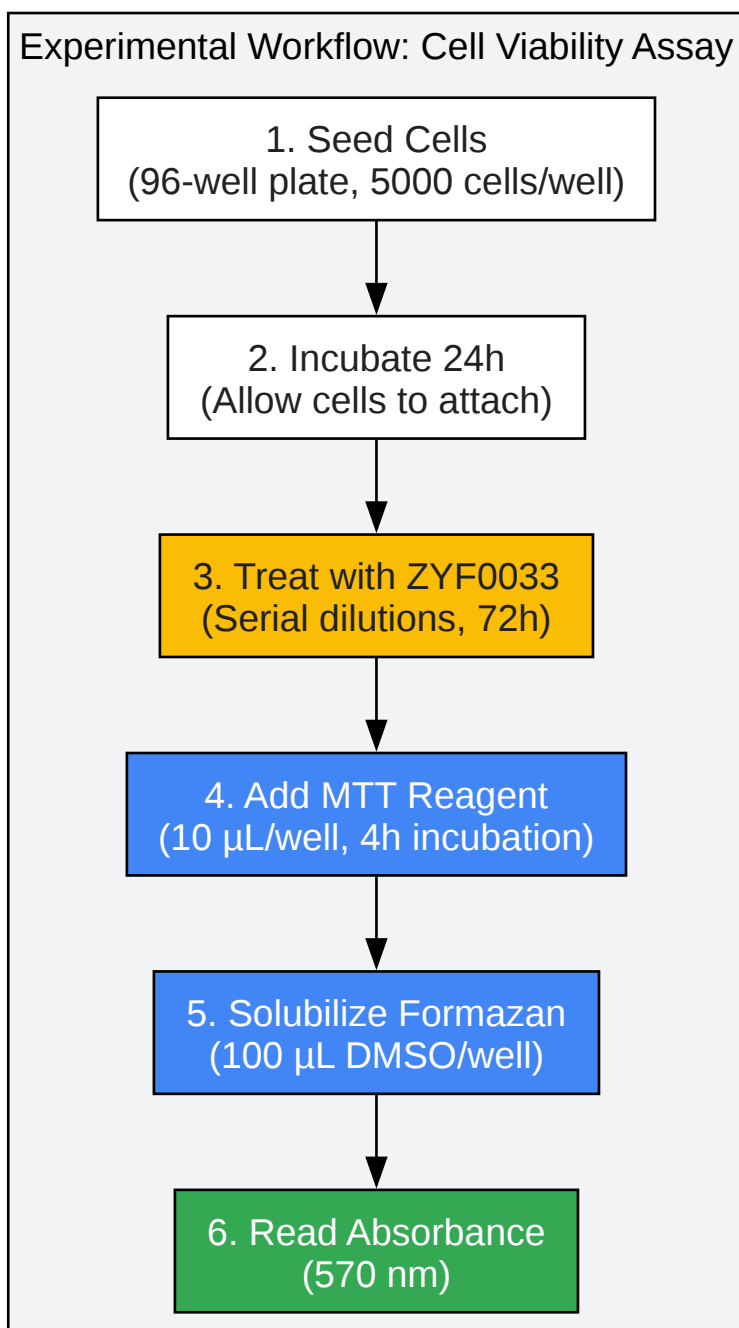 Experimental Workflow: Cell Viability Assay
1. Seed Cells
(96-well plate, 5000 cells/well)
2. Incubate 24h
(Allow cells to attach)
3. Treat with ZYF0033
(Serial dilutions, 72h)
4. Add MTT Reagent
(10 µL/well, 4h incubation)
5. Solubilize Formazan
(100 µL DMSO/well)
6. Read Absorbance
(570 nm)